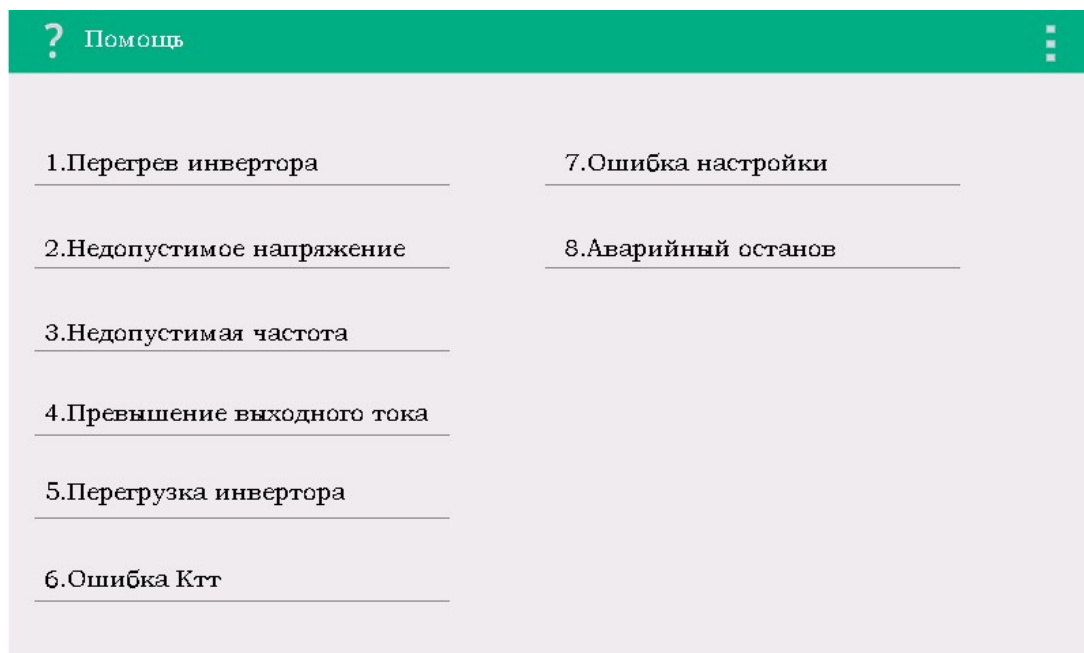 ? Помощь
1.Перегрев инвертора
2.Недопустимое напряжение
3.Недопустимая частота
4.Превышение выходного тока
5.Перегрузка инвертора
6.Ошибка Ктт
7.Ошибка настройки
8.Аварийный останов